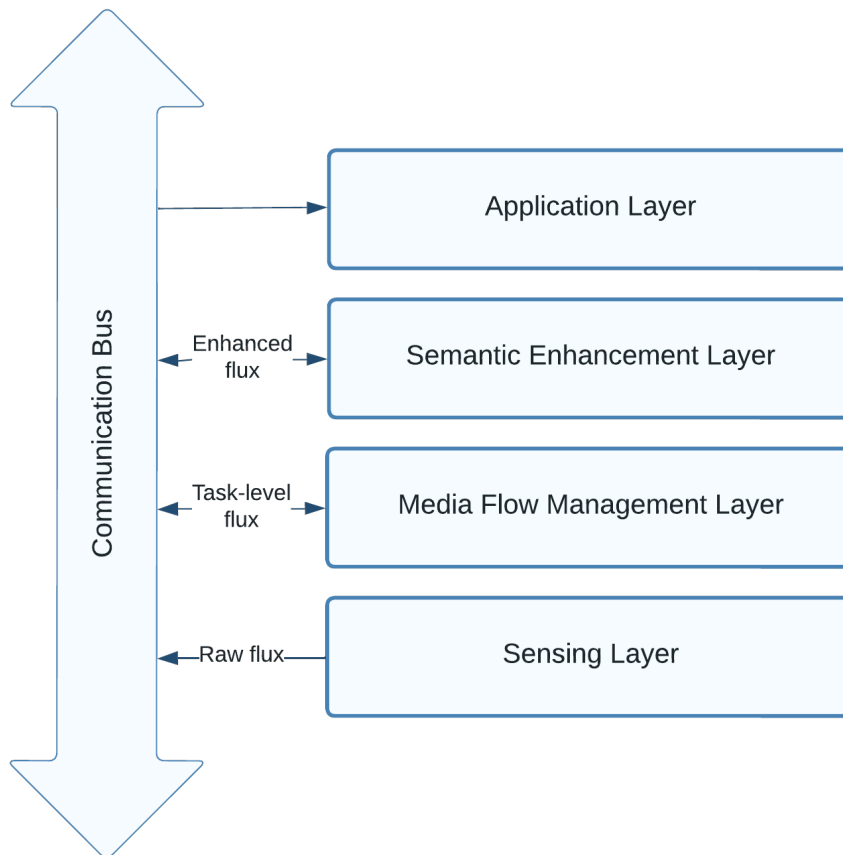 Communication Bus
Application Layer
Enhanced
flux
Semantic Enhancement Layer
Task-level
flux
Media Flow Management Layer
Raw flux
Sensing Layer